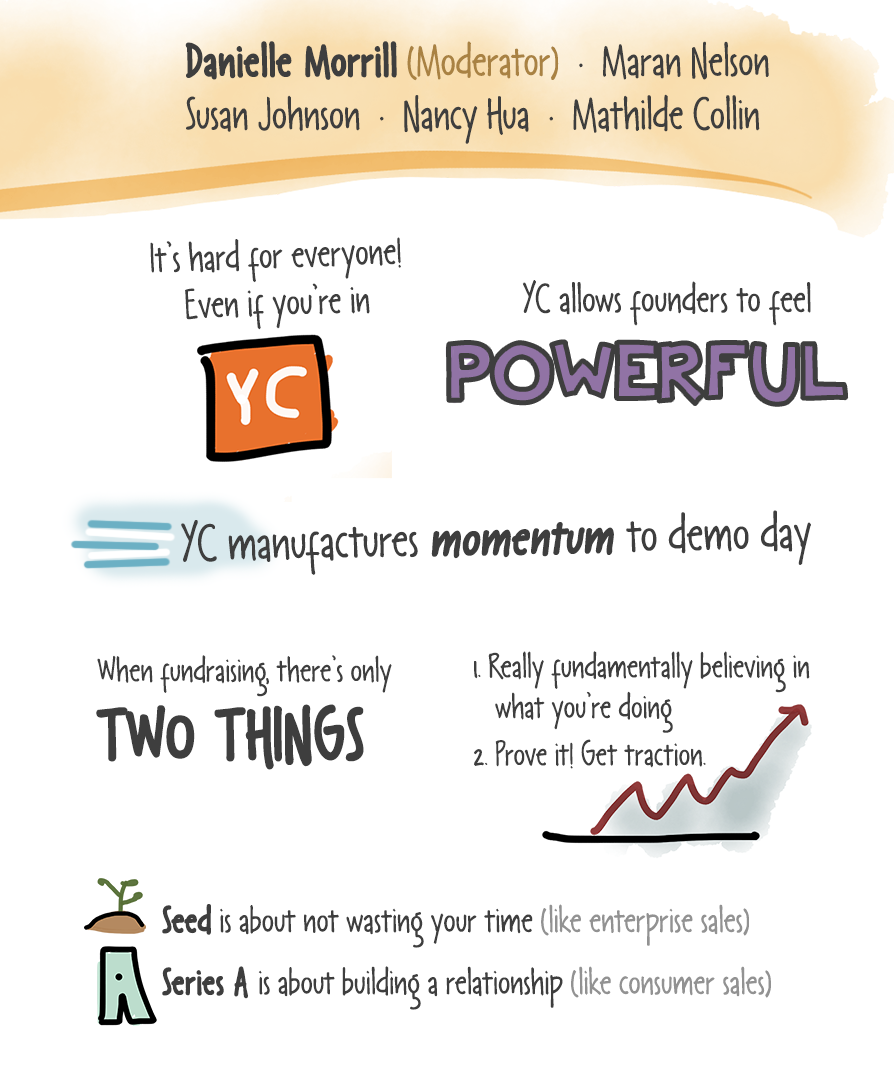 Danielle Morrill (Moderator) · Maran Nelson
Susan Johnson · Nancy Hua · Mathilde Collin
It's hard for everyone!
Even if you're in
YC
YC allows founders to feel
POWERFUL
YC manufactures momentum to demo day
When fundraising, there's only
TWO THINGS
1. Really fundamentally believing in
what you're doing
2. Prove it! Get traction.
Seed is about not wasting your time (like enterprise sales)
A
Series A is about building a relationship (like consumer sales)